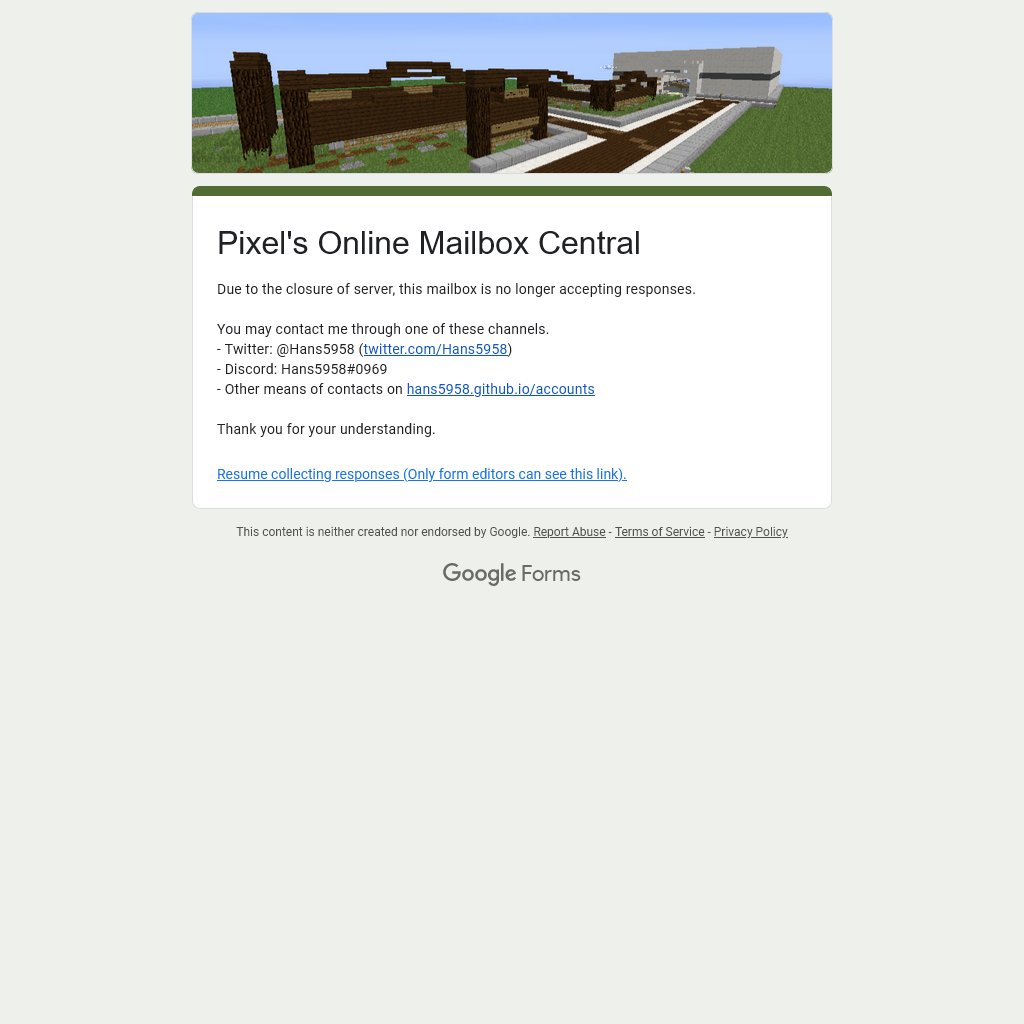 Pixel's Online Mailbox Central
Due to the closure of server, this mailbox is no longer accepting responses.
You may contact me through one of these channels.
- Twitter: @Hans5958 (twitter.com/Hans5958)
- Discord: Hans5958#0969
- Other means of contacts on hans5958.github.io/accounts
Thank you for your understanding.
Resume collecting responses (Only form editors can see this link).
This content is neither created nor endorsed by Google. Report Abuse - Terms of Service - Privacy Policy
Google Forms